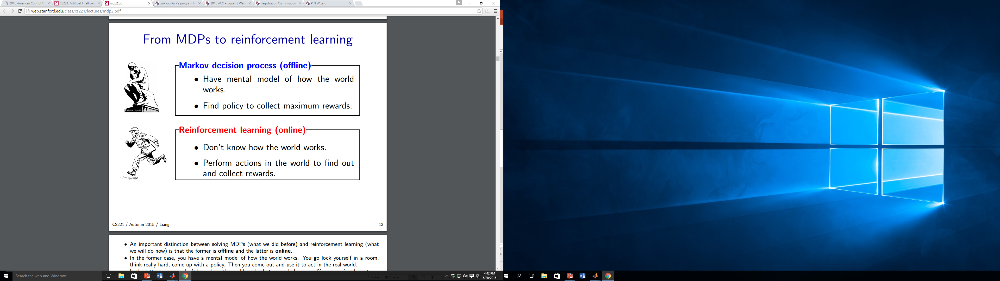 2016 American Control C
CS221: Artificial Intelligen
mdp2.pdf
Jinkyoo Park's program fo
2016 ACC Program | Wed
Registration Confirmation
PIN Wizard
web.stanford.edu/class/cs221/lectures/mdp2.pdf
From MDPs to reinforcement learning
Markov decision process (offline)
• Have mental model of how the world
works.
• Find policy to collect maximum rewards.
visit wpclipart fo
Reinforcement learning (online)
• Don't know how the world works.
• Perform actions in the world to find out
and collect rewards.
CS221 / Autumn 2015 / Liang
12
• An important distinction between solving MDPs (what we did before) and reinforcement learning (what
we will do now) is that the former is offline and the latter is online.
• In the former case, you have a mental model of how the world works. You go lock yourself in a room,
think really hard, come up with a policy. Then you come out and use it to act in the real world.
Search the web and Windows
Notes
Comments
4:42 PM
6/30/2016